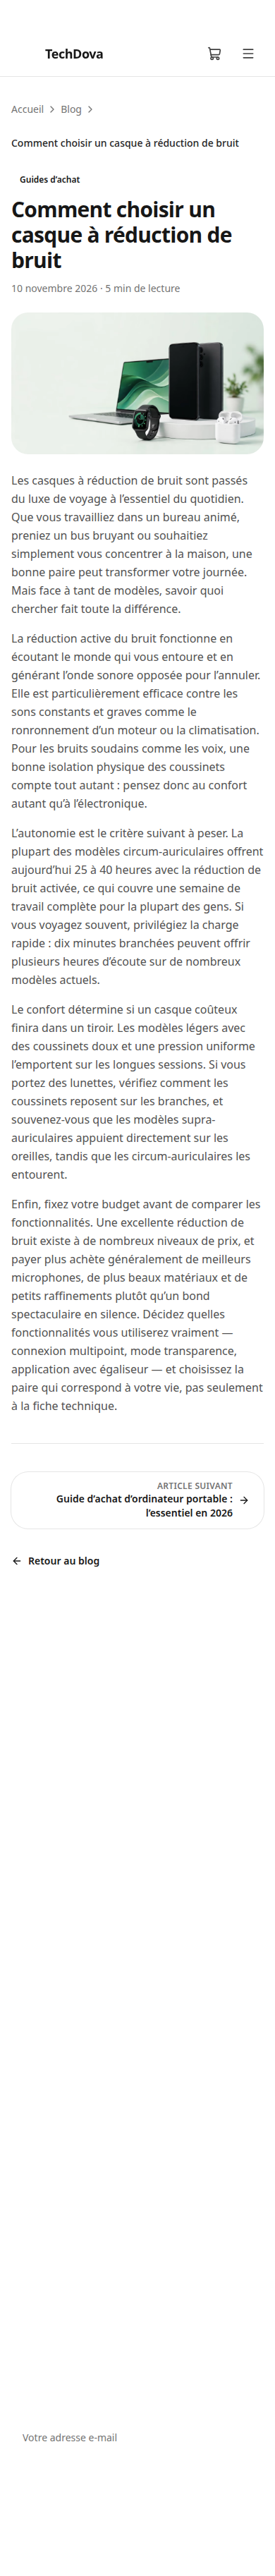 TechDova
Accueil > Blog >
Comment choisir un casque à réduction de bruit
Guides d’achat
Comment choisir un
casque à réduction de
bruit
10 novembre 2026 · 5 min de lecture
Les casques à réduction de bruit sont passés
du luxe de voyage à l’essentiel du quotidien.
Que vous travailliez dans un bureau animé,
preniez un bus bruyant ou souhaitiez
simplement vous concentrer à la maison, une
bonne paire peut transformer votre journée.
Mais face à tant de modèles, savoir quoi
chercher fait toute la différence.
La réduction active du bruit fonctionne en
écoutant le monde qui vous entoure et en
générant l’onde sonore opposée pour l’annuler.
Elle est particulièrement efficace contre les
sons constants et graves comme le
ronronnement d’un moteur ou la climatisation.
Pour les bruits soudains comme les voix, une
bonne isolation physique des coussinets
compte tout autant : pensez donc au confort
autant qu’à l’électronique.
L’autonomie est le critère suivant à peser. La
plupart des modèles circum-auriculaires offrent
aujourd’hui 25 à 40 heures avec la réduction de
bruit activée, ce qui couvre une semaine de
travail complète pour la plupart des gens. Si
vous voyagez souvent, privilégiez la charge
rapide : dix minutes branchées peuvent offrir
plusieurs heures d’écoute sur de nombreux
modèles actuels.
Le confort détermine si un casque coûteux
finira dans un tiroir. Les modèles légers avec
des coussinets doux et une pression uniforme
l’emportent sur les longues sessions. Si vous
portez des lunettes, vérifiez comment les
coussinets reposent sur les branches, et
souvenez-vous que les modèles supra-
auriculaires appuient directement sur les
oreilles, tandis que les circum-auriculaires les
entourent.
Enfin, fixez votre budget avant de comparer les
fonctionnalités. Une excellente réduction de
bruit existe à de nombreux niveaux de prix, et
payer plus achète généralement de meilleurs
microphones, de plus beaux matériaux et de
petits raffinements plutôt qu’un bond
spectaculaire en silence. Décidez quelles
fonctionnalités vous utiliserez vraiment —
connexion multipoint, mode transparence,
application avec égaliseur — et choisissez la
paire qui correspond à votre vie, pas seulement
à la fiche technique.
ARTICLE SUIVANT
Guide d’achat d’ordinateur portable :
l’essentiel en 2026
Retour au blog
Votre adresse e-mail